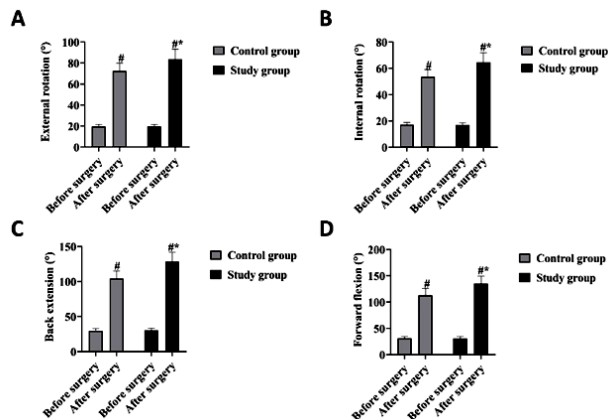 A
External rotation (°)
100
80
60
40
20
0
#
#*
Control group
Study group
Before surgery
After surgery
Before surgery
After surgery
B
Internal rotation (°)
80
60
40
20
0
#
#*
Control group
Study group
Before surgery
After surgery
Before surgery
After surgery
C
Back extension (°)
150
100
50
0
#
#*
Control group
Study group
Before surgery
After surgery
Before surgery
After surgery
D
Forward flexion (°)
200
150
100
50
0
#
#*
Control group
Study group
Before surgery
After surgery
Before surgery
After surgery